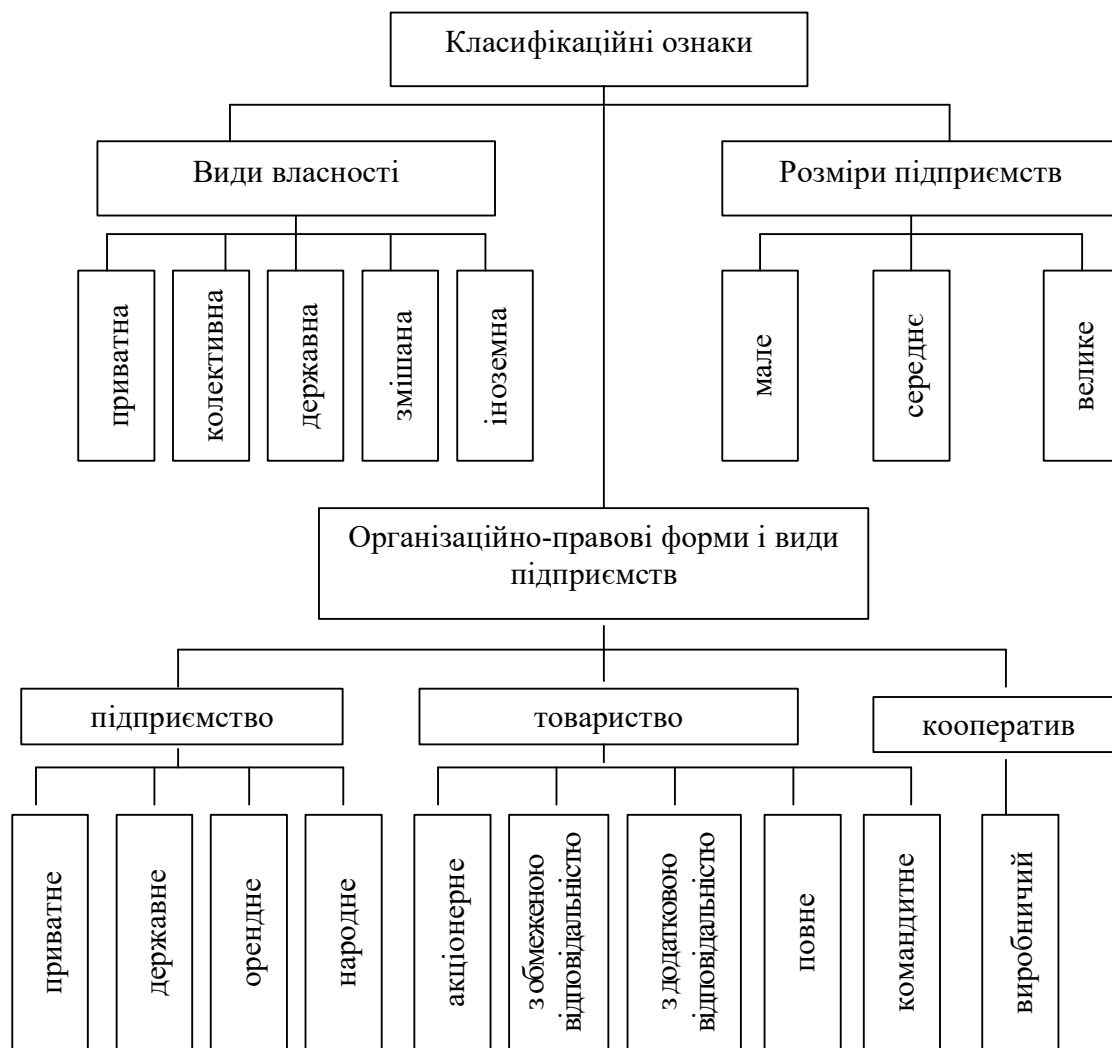 Класифікаційні ознаки
Види власності
Розміри підприємств
приватна
колективна
державна
змішана
іноземна
мале
середнє
велике
Організаційно-правові форми і види
підприємств
підприємство
товариство
кооператив
приватне
державне
орендне
народне
акціонерне
з обмеженою
відповідальністю
з додатковою
відповідальністю
повне
командитне
виробничий